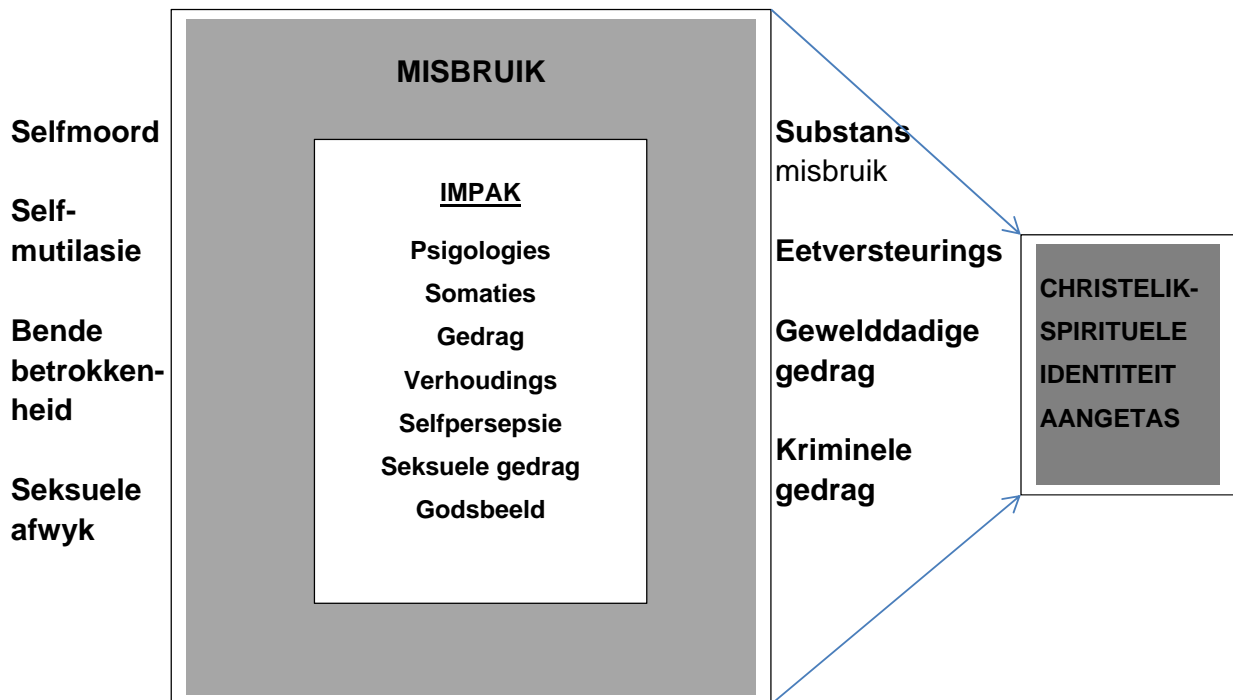 MISBRUIK
Selfmoord
Self-
mutilasie
Bende
betrokken-
heid
Seksuele
afwyk
IMPAK
Psigologies
Somaties
Gedrag
Verhoudings
Selfpersepsie
Seksuele gedrag
Godsbeeld
Substans
misbruik
Eetversteurings
Gewelddadige
gedrag
Kriminele
gedrag
CHRISTELIK-
SPIRITUELE
IDENTITEIT
AANGETAS